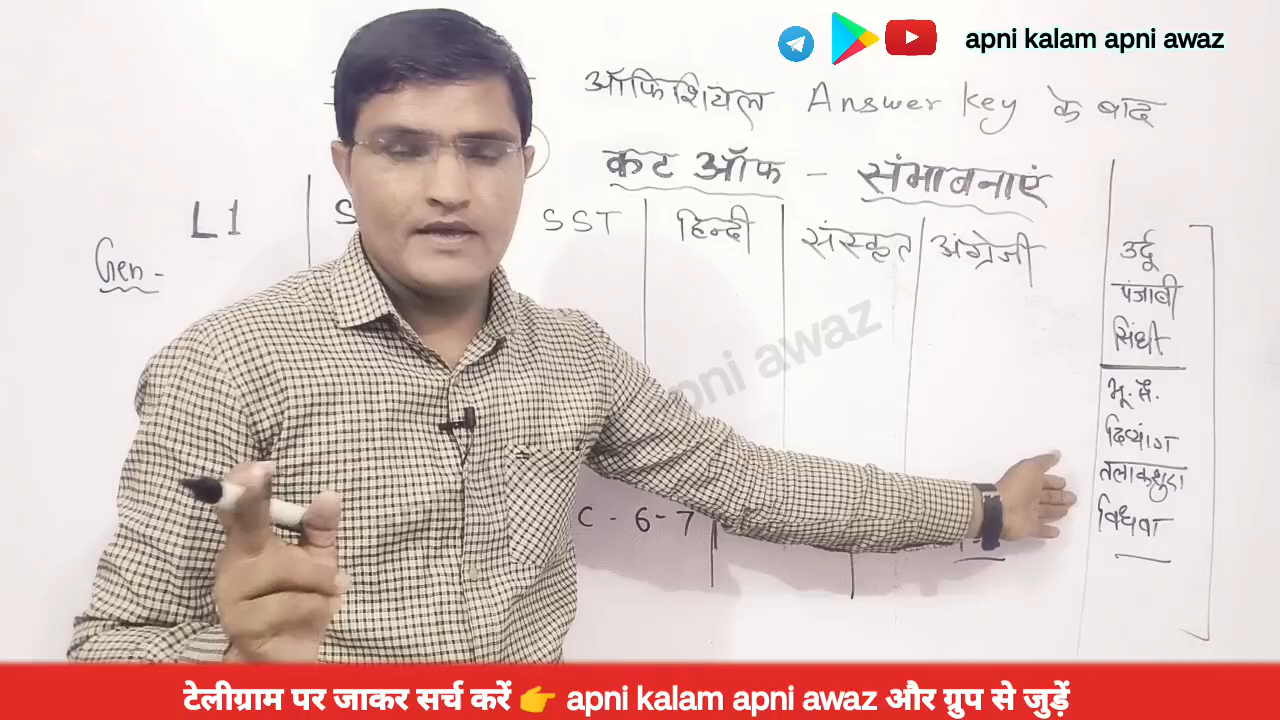 apni kalam apni awaz
ऑफिशियल Answer key के बाद
कट ऑफ - संभावनाएं
L1 S SST हिन्दी संस्कृत अंग्रेजी
Gen -
उर्दू
पंजाबी
सिंधी
भू. सै.
दिव्यांग
तलाकशुदा
विधवा
apni awaz
C - 6-7
टेलीग्राम पर जाकर सर्च करें 👉 apni kalam apni awaz और ग्रुप से जुड़ें